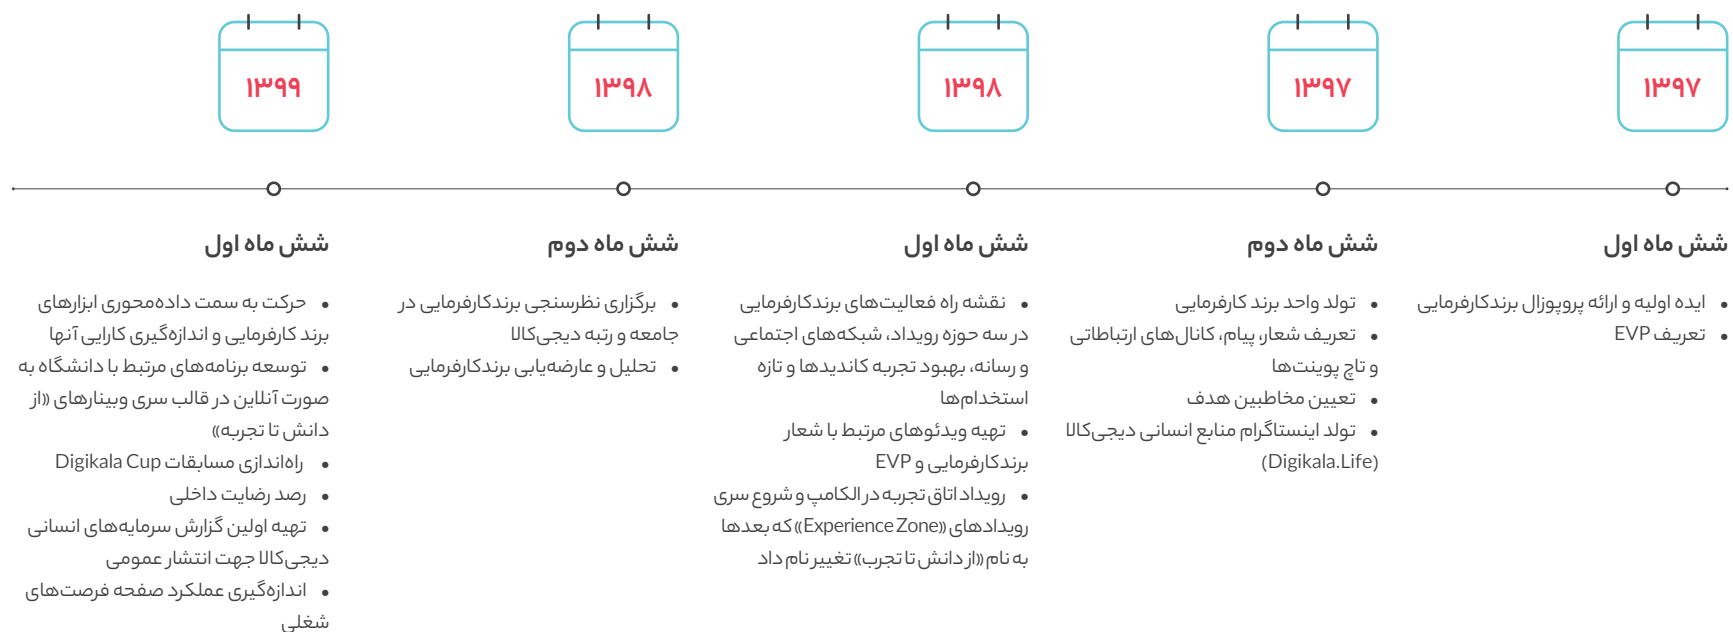 ۱۳۹۷
شش ماه اول
• ایده اولیه و ارائه پروپوزال برندکارفرمایی
• تعریف EVP
۱۳۹۷
شش ماه دوم
• تولد واحد برند کارفرمایی
• تعریف شعار، پیام، کانال‌های ارتباطاتی
و تاچ پوینت‌ها
• تعیین مخاطبین هدف
• تولد اینستاگرام منابع انسانی دیجی‌کالا
(Digikala.Life)
۱۳۹۸
شش ماه اول
• نقشه راه فعالیت‌های برندکارفرمایی
در سه حوزه رویداد، شبکه‌های اجتماعی
و رسانه، بهبود تجربه کاندیدها و تازه
استخدام‌ها
• تهیه ویدئوهای مرتبط با شعار
برندکارفرمایی و EVP
• رویداد اتاق تجربه در الکامپ و شروع سری
رویدادهای «Experience Zone» که بعدها
به نام «از دانش تا تجرب» تغییر نام داد
۱۳۹۸
شش ماه دوم
• برگزاری نظرسنجی برندکارفرمایی در
جامعه و رتبه دیجی‌کالا
• تحلیل و عارضه‌یابی برندکارفرمایی
۱۳۹۹
شش ماه اول
• حرکت به سمت داده‌محوری ابزارهای
برند کارفرمایی و اندازه‌گیری کارایی آنها
• توسعه برنامه‌های مرتبط با دانشگاه به
صورت آنلاین در قالب سری وبینارهای «از
دانش تا تجربه»
• راه‌اندازی مسابقات Digikala Cup
• رصد رضایت داخلی
• تهیه اولین گزارش سرمایه‌های انسانی
دیجی‌کالا جهت انتشار عمومی
• اندازه‌گیری عملکرد صفحه فرصت‌های
شغلی